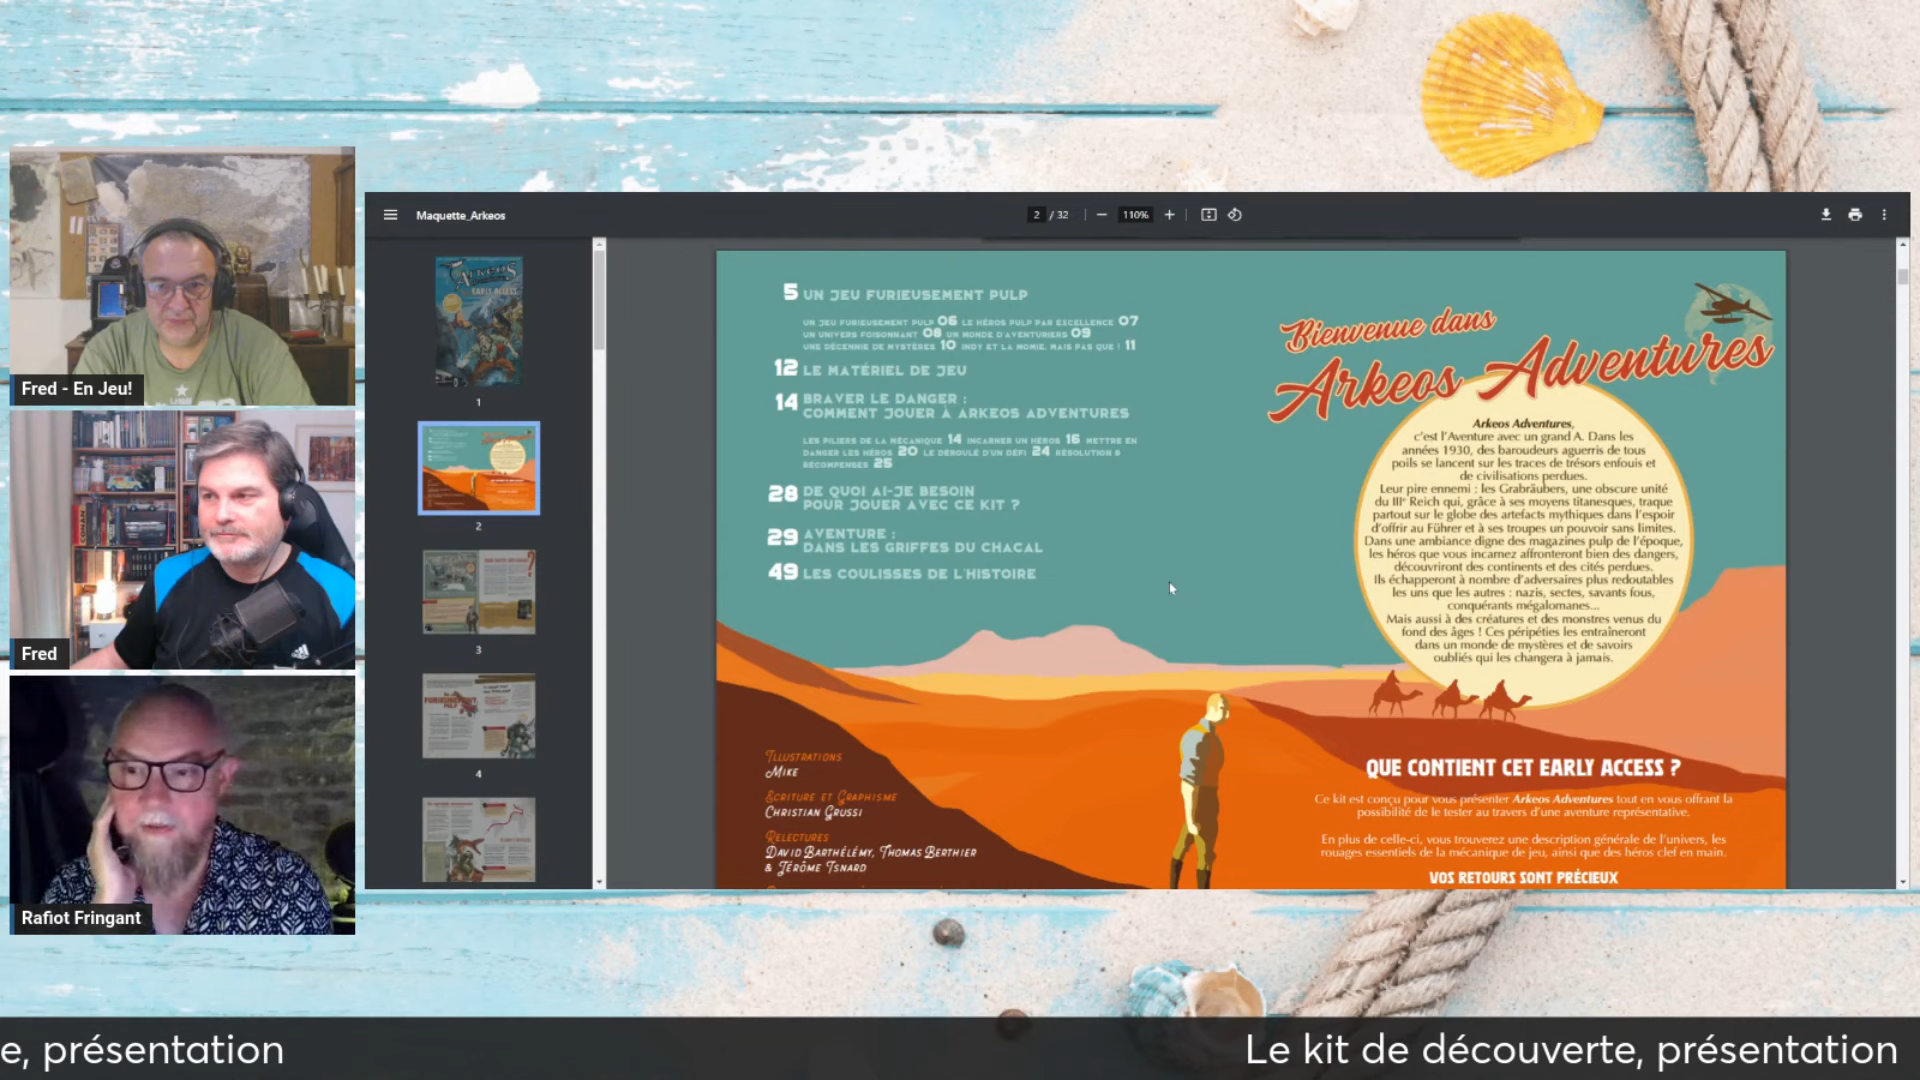 Maquette_Arkeos
2 / 32
110%
Fred - En Jeu!
Fred
Rafiot Fringant
1
2
3
4
5 UN JEU FURIEUSEMENT PULP
UN JEU FURIEUSEMENT PULP 06 LE HÉROS PULP PAR EXCELLENCE 07
UN UNIVERS FOISONNANT 08 UN MONDE D'AVENTURIERS 09
UNE DÉCENNIE DE MYSTÈRES 10 INDY ET LA MOMIE, MAIS PAS QUE ! 11
12 LE MATÉRIEL DE JEU
14 BRAVER LE DANGER :
COMMENT JOUER À ARKEOS ADVENTURES
LES PILIERS DE LA MÉCANIQUE 14 INCARNER UN HÉROS 16 METTRE EN
DANGER LES HÉROS 20 LE DÉROULÉ D'UN DÉFI 24 RÉSOLUTION &
RÉCOMPENSES 25
28 DE QUOI AI-JE BESOIN
POUR JOUER AVEC CE KIT ?
29 AVENTURE :
DANS LES GRIFFES DU CHACAL
49 LES COULISSES DE L'HISTOIRE
Illustrations
Mike
Ecriture et Graphisme
Christian Grussi
Relectures
David Barthélémy, Thomas Berthier
& Jérôme Isnard
Bienvenue dans
Arkeos Adventures
Arkeos Adventures,
c'est l'Aventure avec un grand A. Dans les
années 1930, des baroudeurs aguerris de tous
poils se lancent sur les traces de trésors enfouis et
de civilisations perdues.
Leur pire ennemi : les Grabräubers, une obscure unité
du IIIe Reich qui, grâce à ses moyens titanesques, traque
partout sur le globe des artefacts mythiques dans l'espoir
d'offrir au Führer et à ses troupes un pouvoir sans limites.
Dans une ambiance digne des magazines pulp de l'époque,
les héros que vous incarnez affronteront bien des dangers,
découvriront des continents et des cités perdues.
Ils échapperont à nombre d'adversaires plus redoutables
les uns que les autres : nazis, sectes, savants fous,
conquérants mégalomanes...
Mais aussi à des créatures et des monstres venus du
fond des âges ! Ces péripéties les entraîneront
dans un monde de mystères et de savoirs
oubliés qui les changera à jamais.
QUE CONTIENT CET EARLY ACCESS ?
Ce kit est conçu pour vous présenter Arkeos Adventures tout en vous offrant la
possibilité de le tester au travers d'une aventure représentative.
En plus de celle-ci, vous trouverez une description générale de l'univers, les
rouages essentiels de la mécanique de jeu, ainsi que des héros clef en main.
VOS RETOURS SONT PRÉCIEUX
e, présentation
Le kit de découverte, présentation